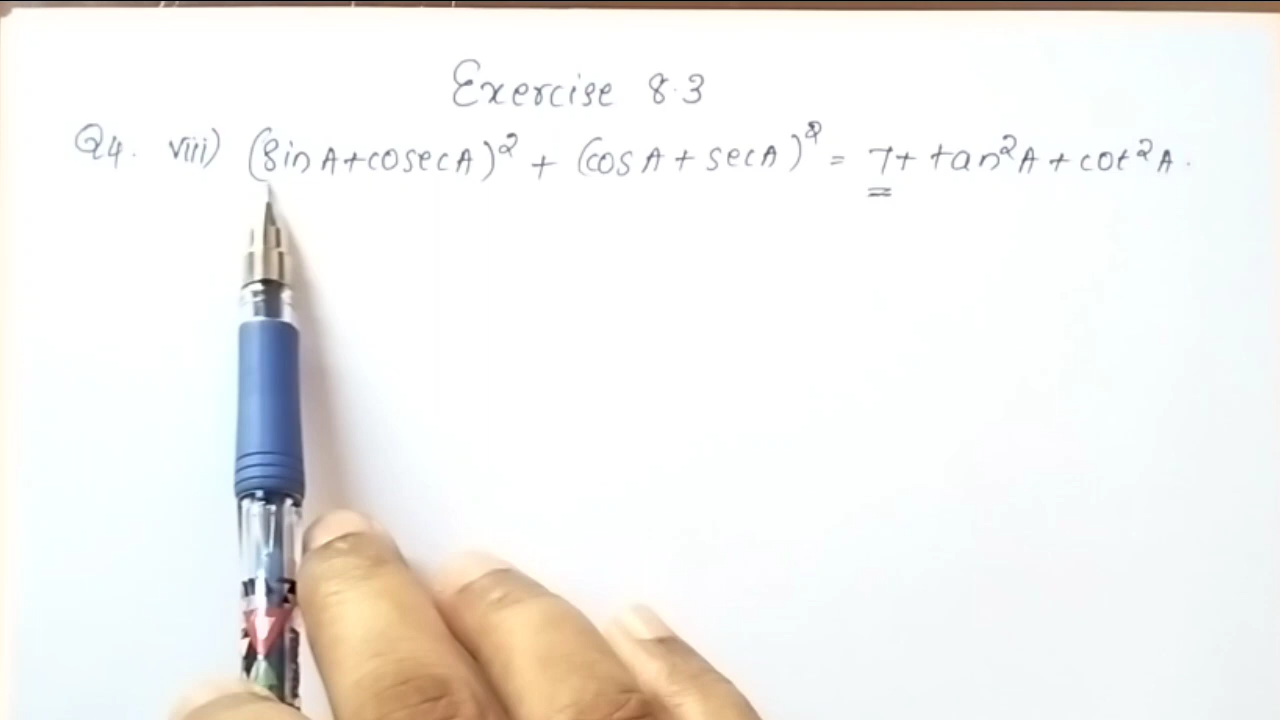 Exercise 8.3
Q4. viii) (sinA+cosecA)² + (cosA + secA)² = 7+ tan²A + cot²A.